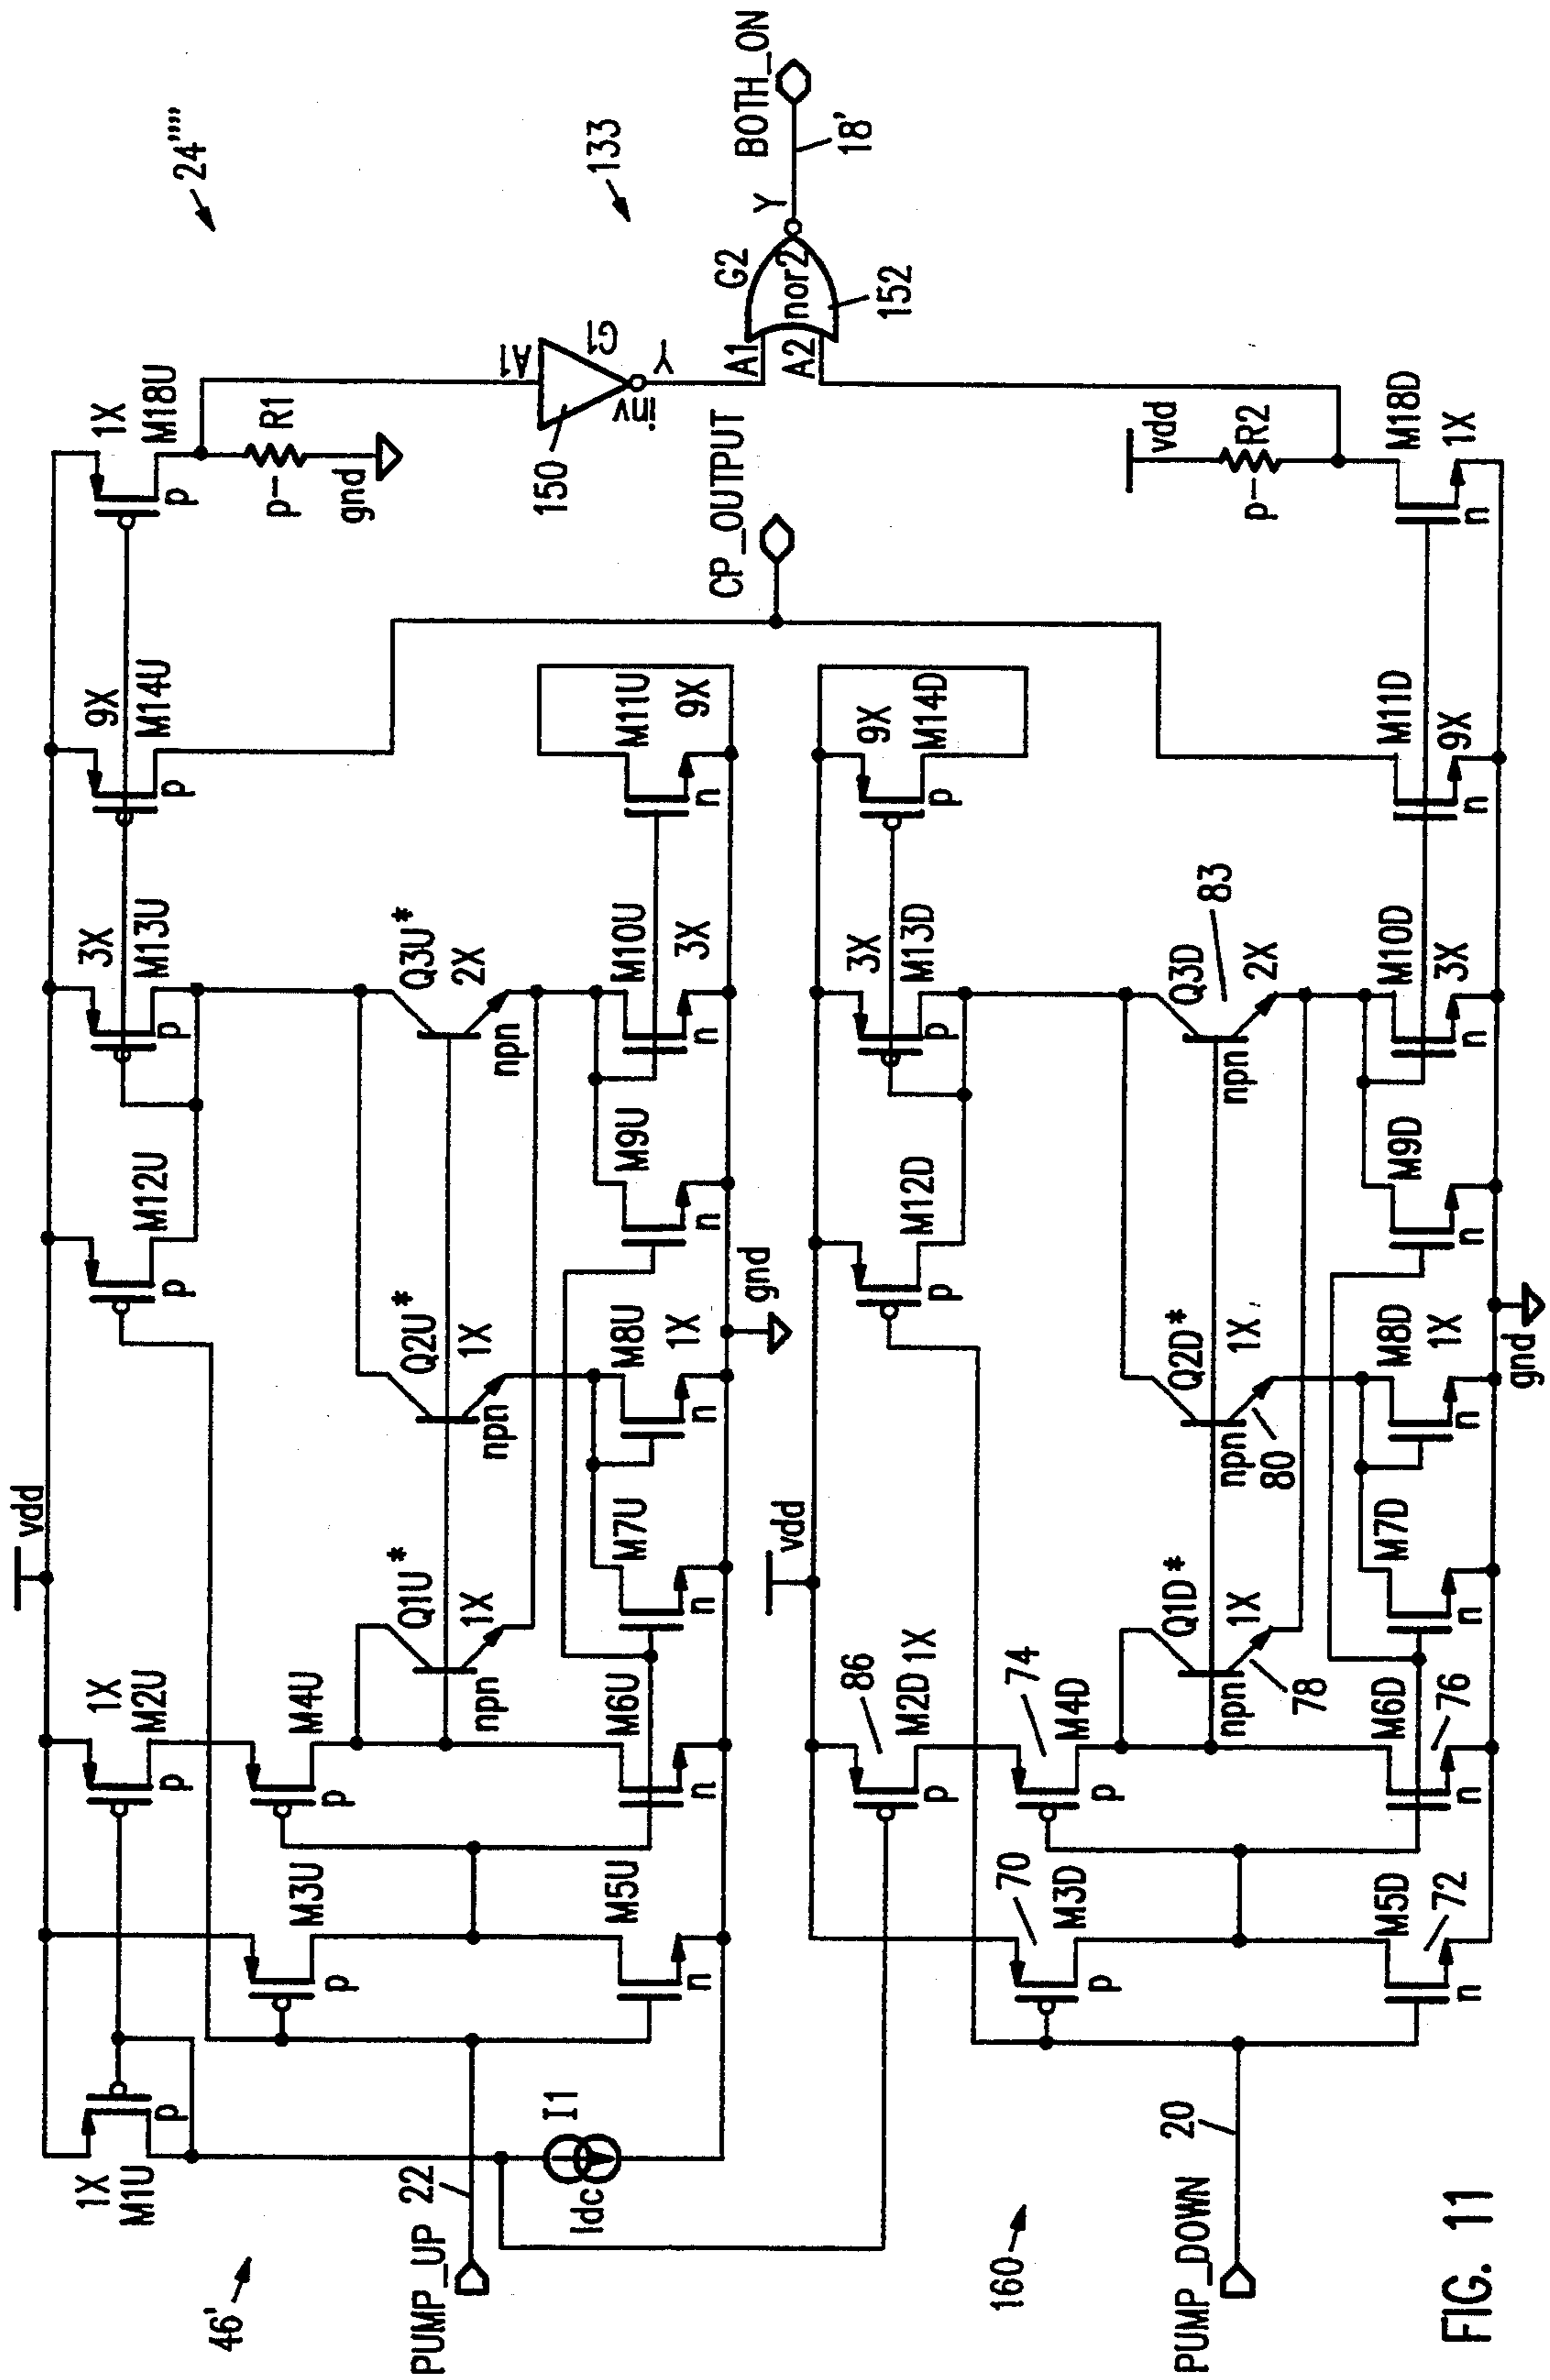 24''''
46'
vdd
1X
M1U
p
1X
M2U
p
M12U
p
3X
M13U
p
9X
M14U
p
1X
M18U
p
p-
R1
gnd
M3U
p
M4U
p
Q1U*
1X
npn
Q2U*
1X
npn
Q3U*
2X
npn
PUMP_UP
22
Idc
I1
M5U
n
M6U
n
M7U
n
M8U
1X
n
M9U
n
M10U
3X
n
M11U
9X
n
gnd
150
A1
G1
inv
Y
133
A1
A2
G2
nor2
152
Y
18'
BOTH_ON
CP_OUTPUT
160
vdd
86
M2D
1X
p
M12D
p
3X
M13D
p
9X
M14D
p
70
M3D
p
74
M4D
p
Q1D*
1X
npn
78
Q2D*
1X
npn
80
Q3D
2X
npn
83
vdd
p-
R2
PUMP_DOWN
20
M5D
72
n
M6D
76
n
M7D
n
M8D
1X
n
M9D
n
M10D
3X
n
M11D
9X
n
M18D
1X
n
gnd
FIG. 11